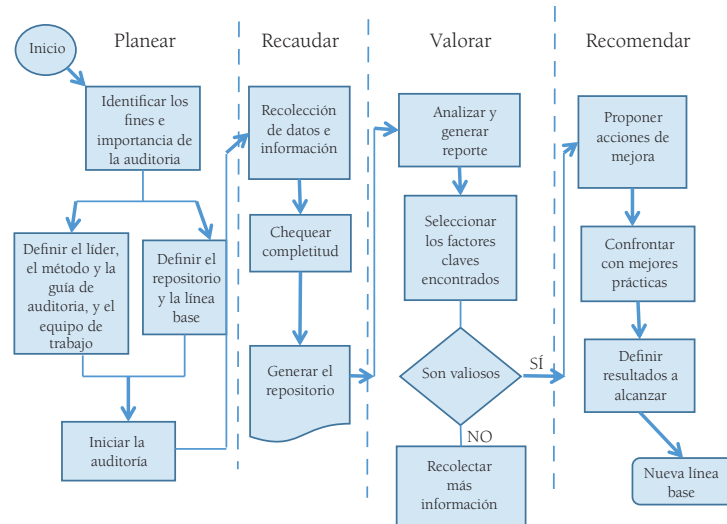 Planear
Recaudar
Valorar
Recomendar
Inicio
Identificar los
fines e
importancia de
la auditoria
Definir el líder,
el método y la
guía de
auditoria, y el
equipo de
trabajo
Definir el
repositorio
y la línea
base
Iniciar la
auditoría
Recolección
de datos e
información
Chequear
completitud
Generar el
repositorio
Analizar y
generar
reporte
Seleccionar
los factores
claves
encontrados
Son valiosos
SÍ
NO
Recolectar
más
información
Proponer
acciones de
mejora
Confrontar
con mejores
prácticas
Definir
resultados a
alcanzar
Nueva línea
base